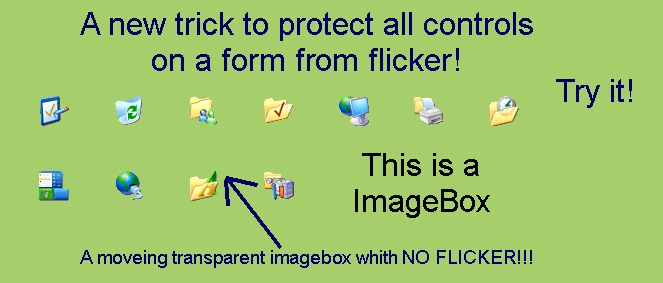 A new trick to protect all controls
on a form from flicker!
Try it!
This is a
ImageBox
A moveing transparent imagebox whith NO FLICKER!!!